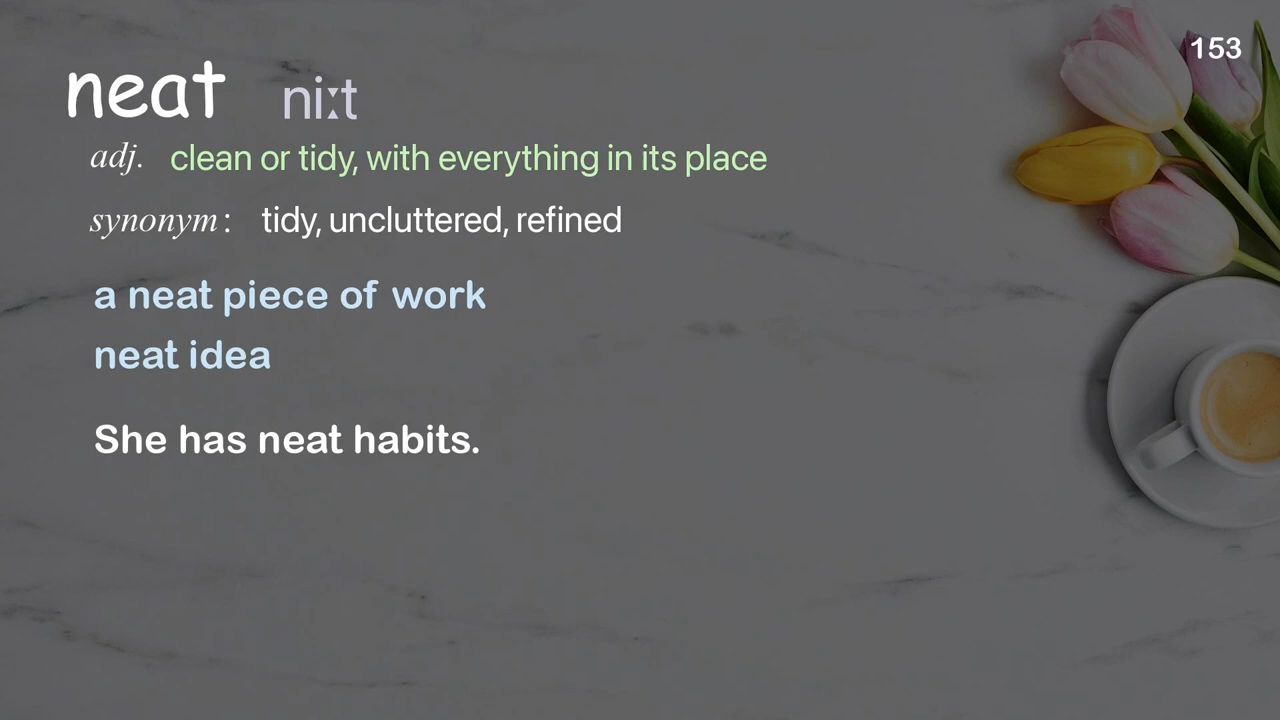 153
neat niːt
adj. clean or tidy, with everything in its place
synonym: tidy, uncluttered, refined
a neat piece of work
neat idea
She has neat habits.